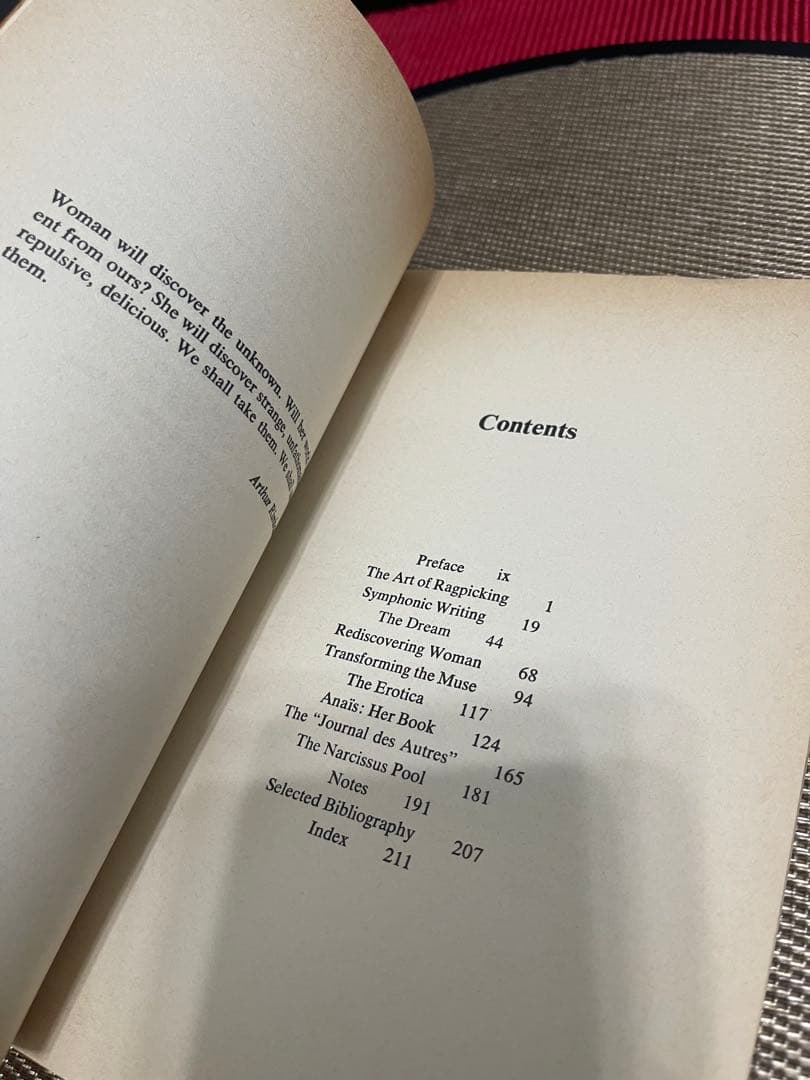 Woman will discover the unknown. Will her
ent from ours? She will discover strange,
repulsive, delicious. We shall take them. We
them.
Arthur
Contents
Preface ix
The Art of Ragpicking 1
Symphonic Writing 19
The Dream 44
Rediscovering Woman 68
Transforming the Muse 94
The Erotica 117
Anaïs: Her Book 124
The "Journal des Autres" 165
The Narcissus Pool 181
Notes 191
Selected Bibliography 207
Index 211